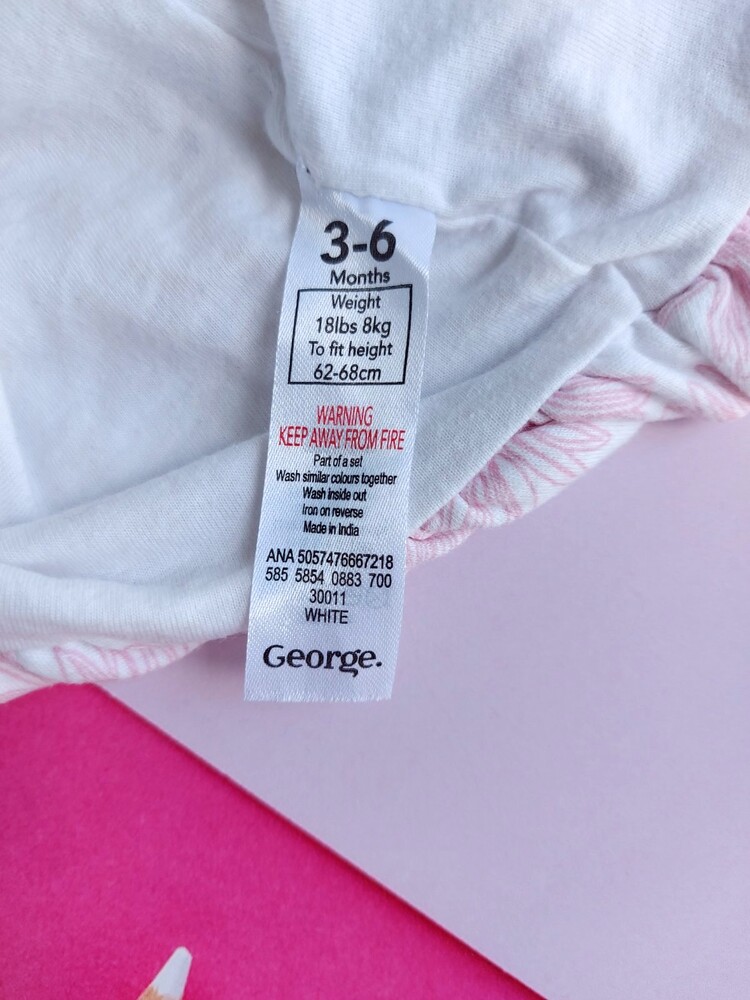 3-6
Months
Weight
18lbs 8kg
To fit height
62-68cm
WARNING
KEEP AWAY FROM FIRE
Part of a set
Wash similar colours together
Wash inside out
Iron on reverse
Made in India
ANA 5057476667218
585 5854 0883 700
30011
WHITE
George.